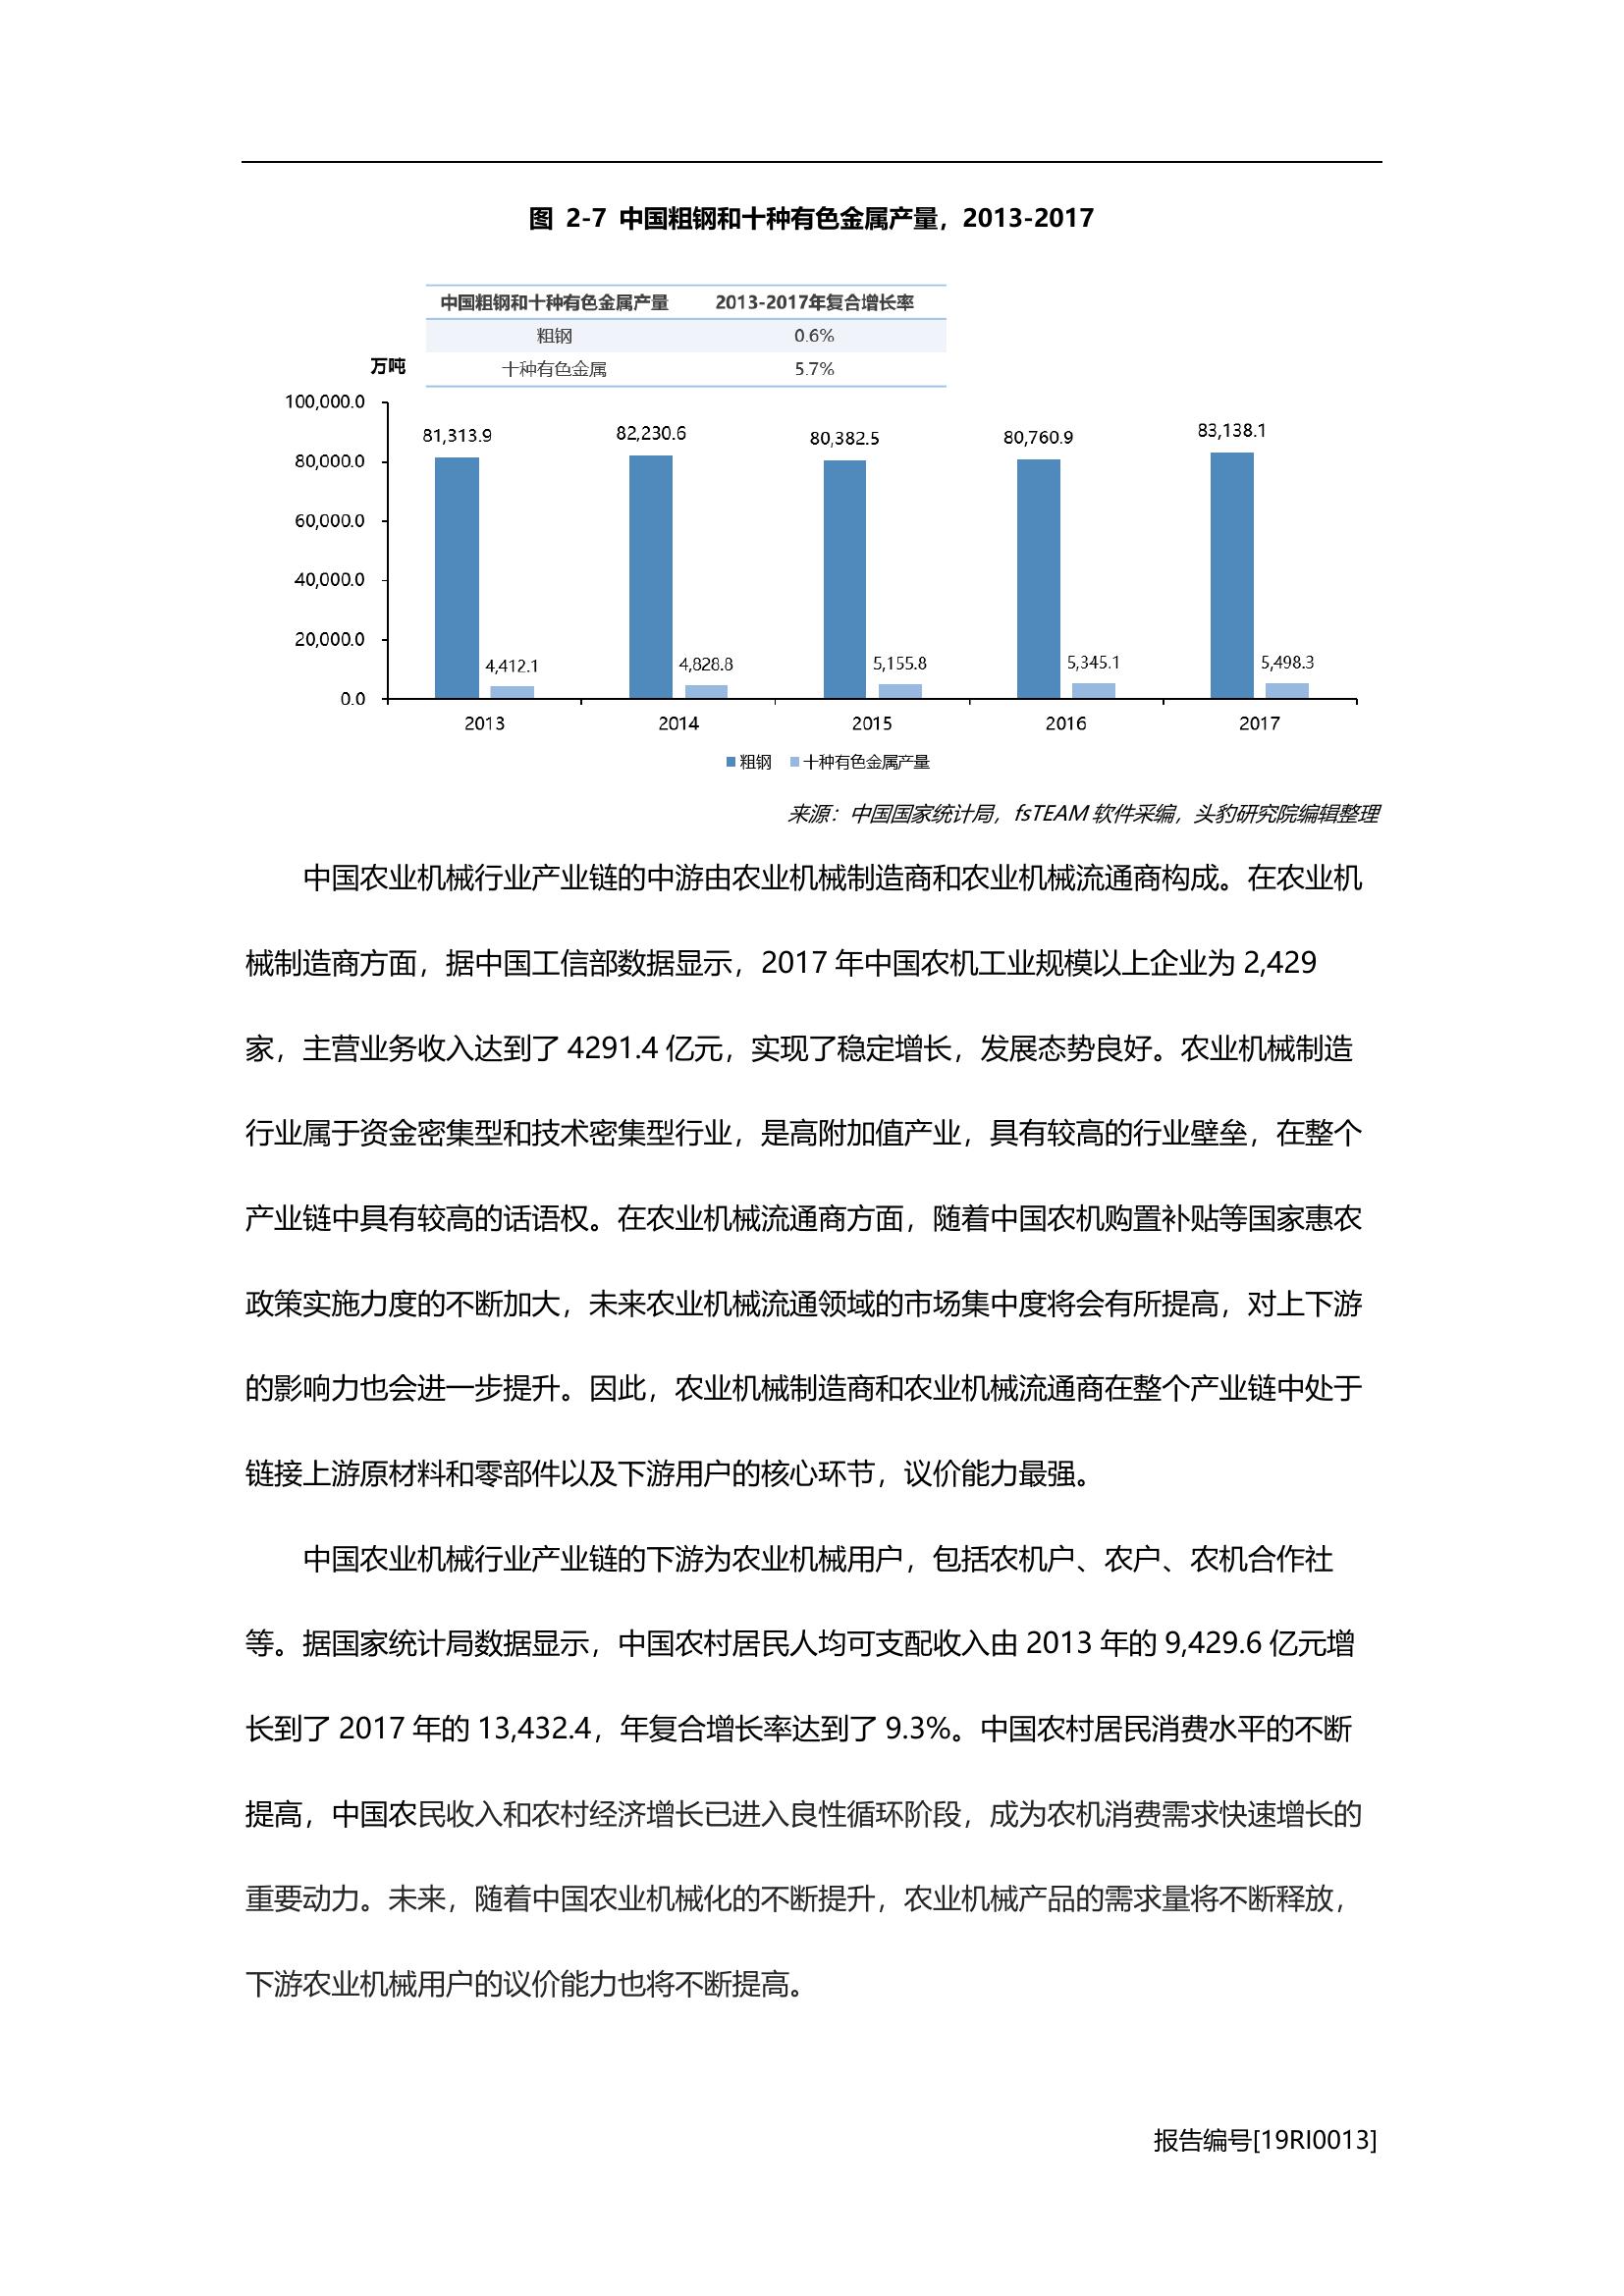 图 2-7 中国粗钢和十种有色金属产量，2013-2017
中国粗钢和十种有色金属产量 2013-2017年复合增长率
粗钢 0.6%
十种有色金属 5.7%
万吨
100,000.0
80,000.0
60,000.0
40,000.0
20,000.0
0.0
81,313.9 82,230.6 80,382.5 80,760.9 83,138.1
4,412.1 4,828.8 5,155.8 5,345.1 5,498.3
2013 2014 2015 2016 2017
粗钢 十种有色金属产量
来源：中国国家统计局，fsTEAM 软件采编，头豹研究院编辑整理
中国农业机械行业产业链的中游由农业机械制造商和农业机械流通商构成。在农业机
械制造商方面，据中国工信部数据显示，2017 年中国农机工业规模以上企业为 2,429
家，主营业务收入达到了 4291.4 亿元，实现了稳定增长，发展态势良好。农业机械制造
行业属于资金密集型和技术密集型行业，是高附加值产业，具有较高的行业壁垒，在整个
产业链中具有较高的话语权。在农业机械流通商方面，随着中国农机购置补贴等国家惠农
政策实施力度的不断加大，未来农业机械流通领域的市场集中度将会有所提高，对上下游
的影响力也会进一步提升。因此，农业机械制造商和农业机械流通商在整个产业链中处于
链接上游原材料和零部件以及下游用户的核心环节，议价能力最强。
中国农业机械行业产业链的下游为农业机械用户，包括农机户、农户、农机合作社
等。据国家统计局数据显示，中国农村居民人均可支配收入由 2013 年的 9,429.6 亿元增
长到了 2017 年的 13,432.4，年复合增长率达到了 9.3%。中国农村居民消费水平的不断
提高，中国农民收入和农村经济增长已进入良性循环阶段，成为农机消费需求快速增长的
重要动力。未来，随着中国农业机械化的不断提升，农业机械产品的需求量将不断释放，
下游农业机械用户的议价能力也将不断提高。
报告编号[19RI0013]